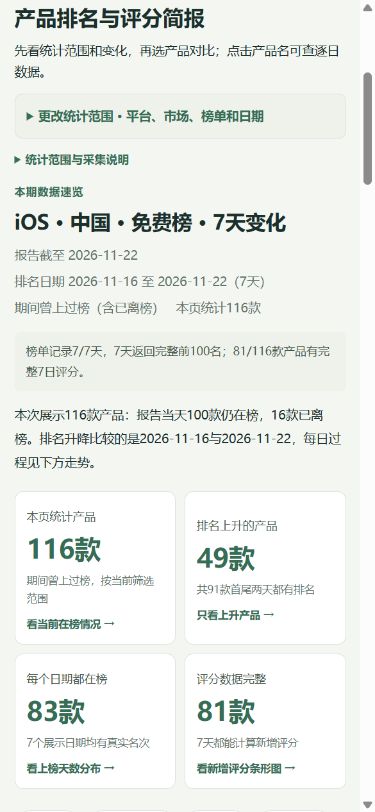 产品排名与评分简报
先看统计范围和变化，再选产品对比；点击产品名可查逐日
数据。
▶ 更改统计范围・平台、市场、榜单和日期
▶ 统计范围与采集说明
本期数据速览
iOS・中国・免费榜・7天变化
报告截至 2026-11-22
排名日期 2026-11-16 至 2026-11-22（7天）
期间曾上过榜（含已离榜） 本页统计116款
榜单记录7/7天，7天返回完整前100名；81/116款产品有完
整7日评分。
本次展示116款产品：报告当天100款仍在榜，16款已离
榜。排名升降比较的是2026-11-16与2026-11-22，每日过
程见下方走势。
本页统计产品
116款
期间曾上过榜，按当前筛选
范围
看当前在榜情况 →
排名上升的产品
49款
共91款首尾两天都有排名
只看上升产品 →
每个日期都在榜
83款
7个展示日期均有真实名次
看上榜天数分布 →
评分数据完整
81款
7天都能计算新增评分
看新增评分条形图 →